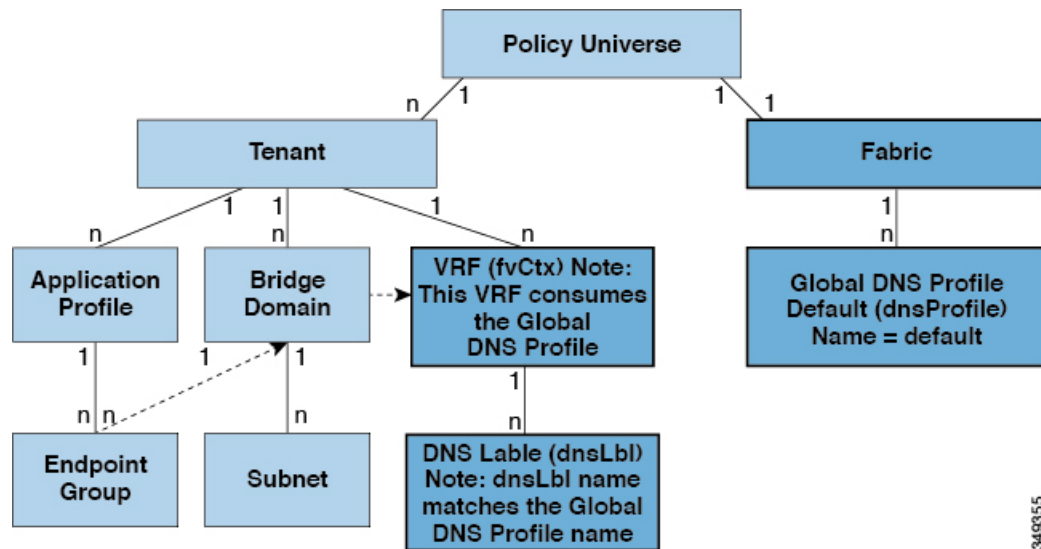 Policy Universe
n
1
1
1
Tenant
Fabric
1
1
1
1
n
n
n
n
Application
Profile
Bridge
Domain
VRF (fvCtx) Note:
This VRF consumes
the Global
DNS Profile
Global DNS Profile
Default (dnsProfile)
Name = default
1
1
1
1
n
n
n
n
Endpoint
Group
Subnet
DNS Lable (dnsLbl)
Note: dnsLbl name
matches the Global
DNS Profile name
349355